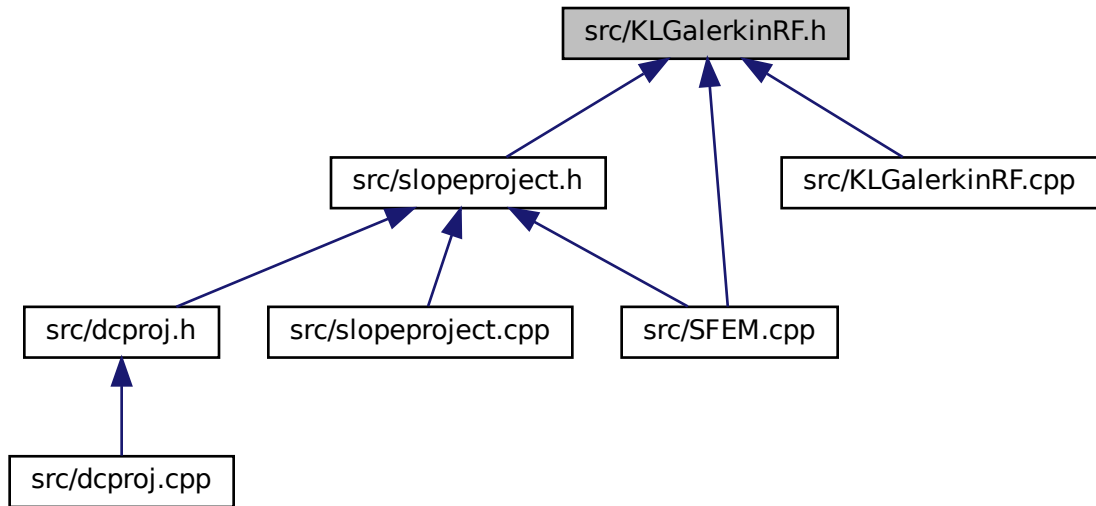 src/KLGalerkinRF.h
src/slopeproject.h
src/KLGalerkinRF.cpp
src/dcproj.h
src/slopeproject.cpp
src/SFEM.cpp
src/dcproj.cpp